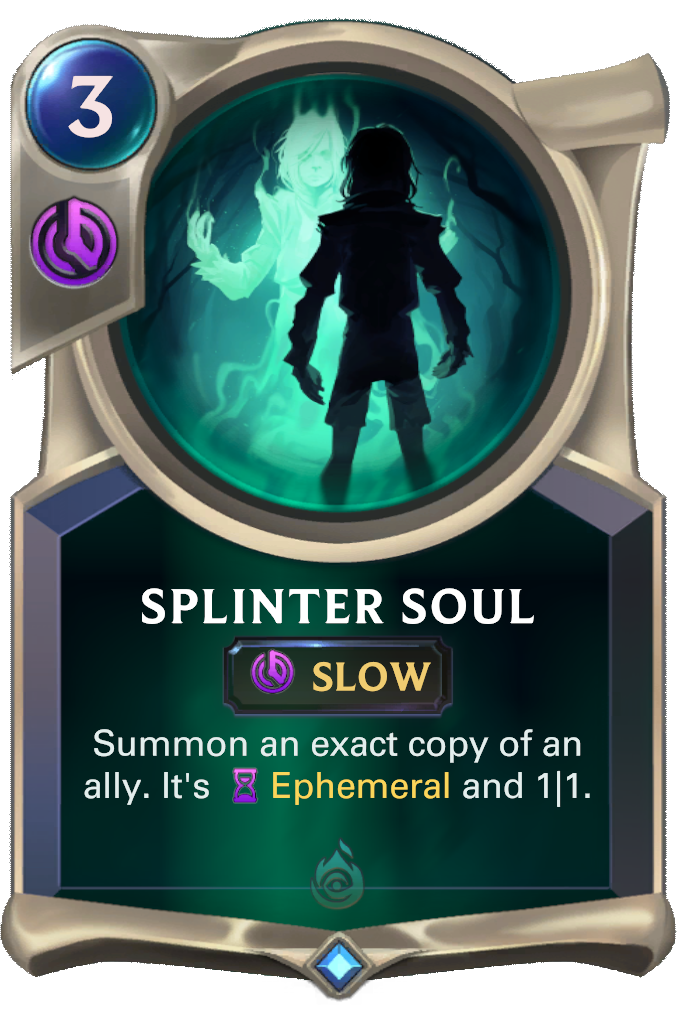 3
SPLINTER SOUL
SLOW
Summon an exact copy of an
ally. It's Ephemeral and 1|1.